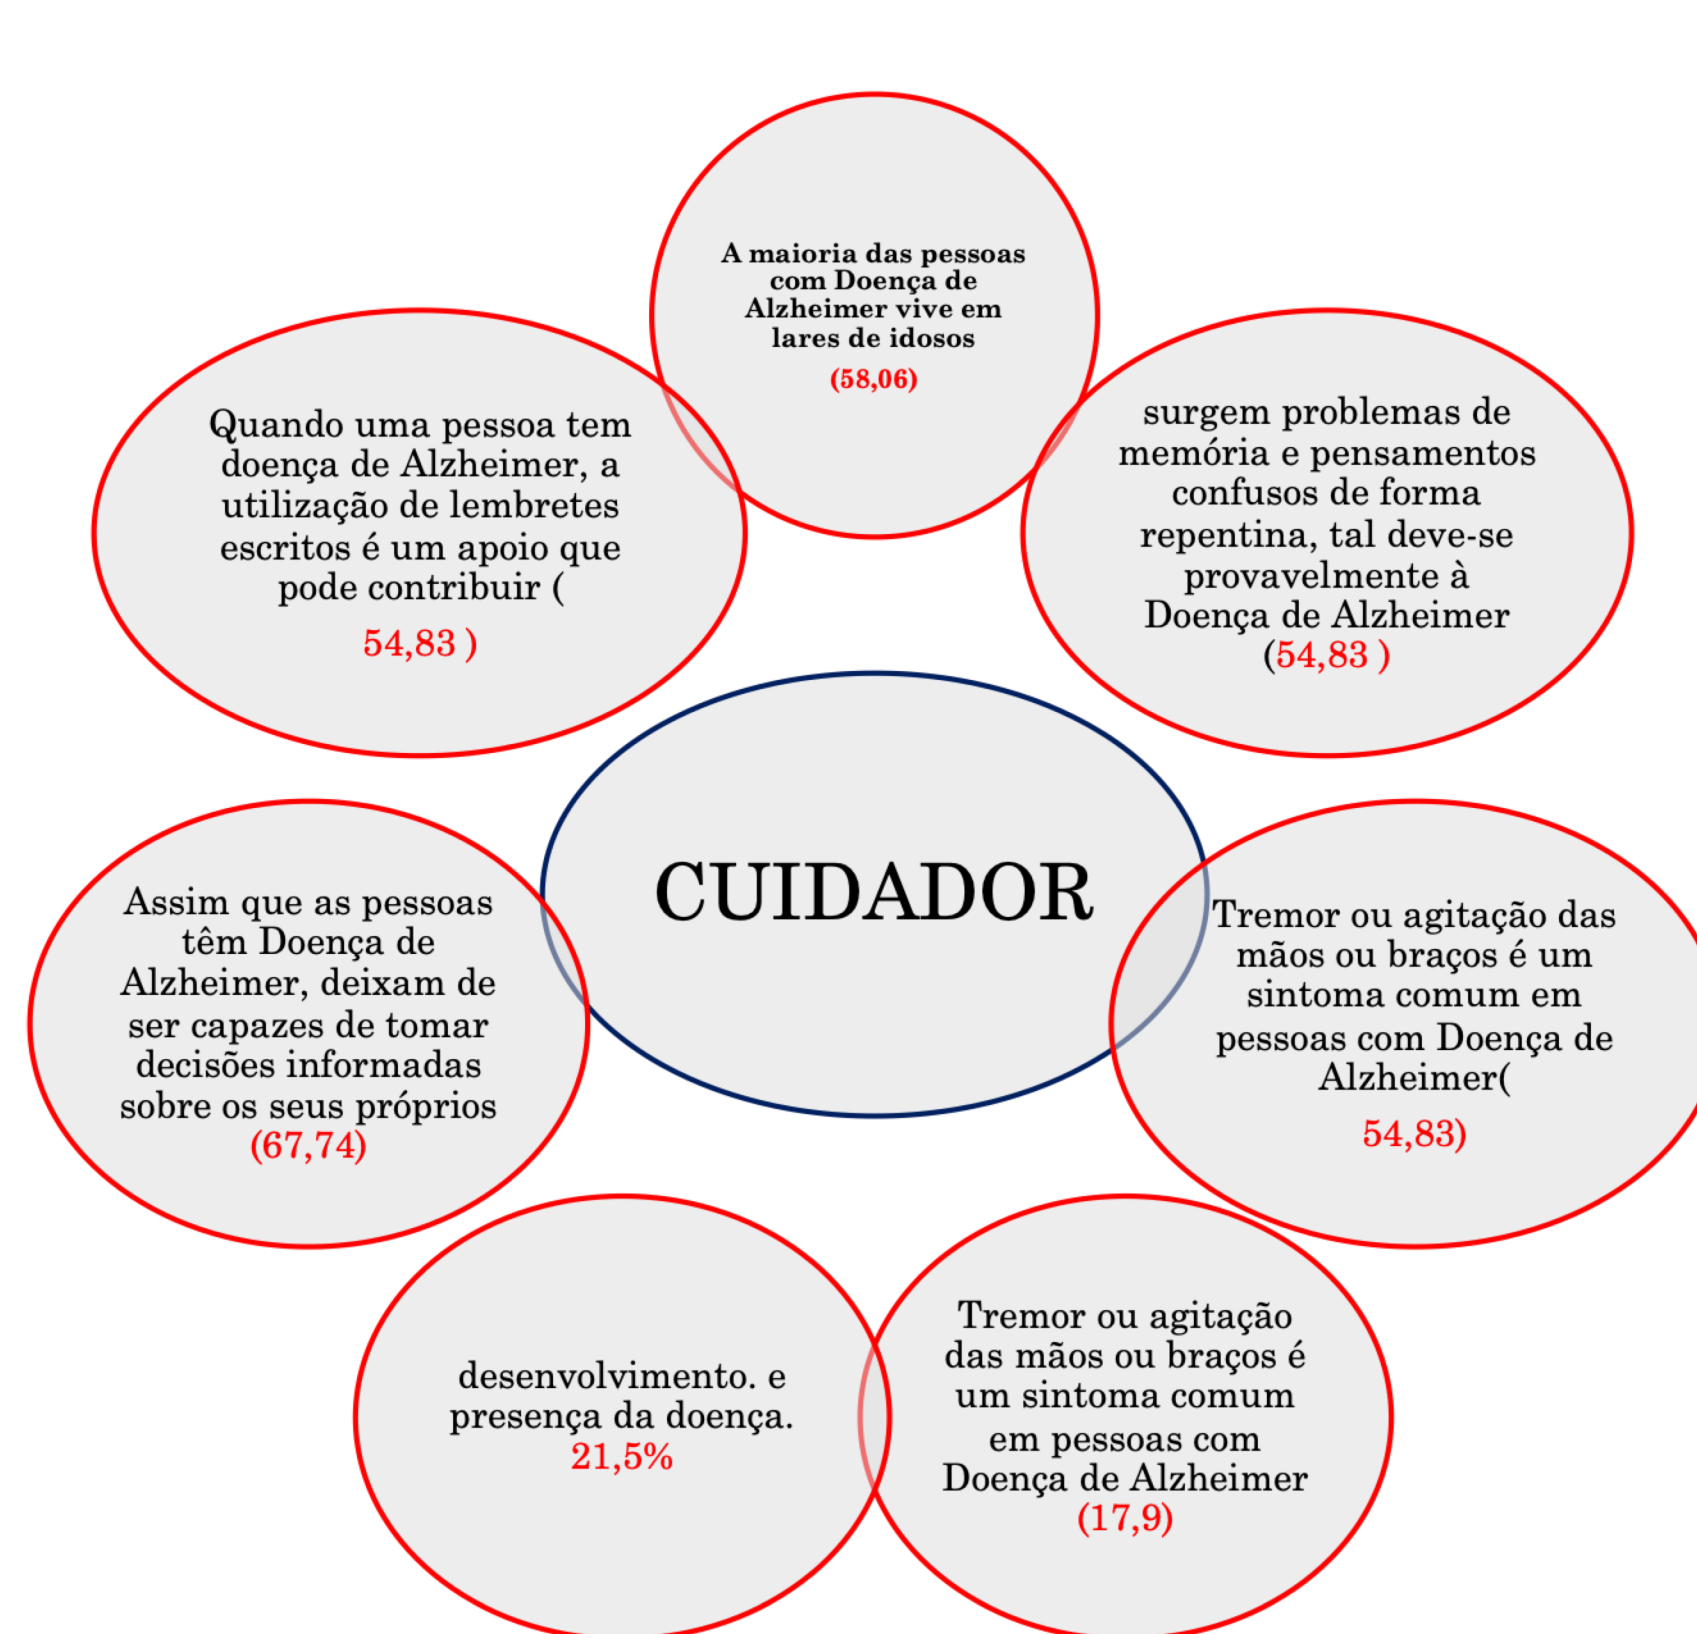 A maioria das pessoas
com Doença de
Alzheimer vive em
lares de idosos
(58,06)
Quando uma pessoa tem
doença de Alzheimer, a
utilização de lembretes
escritos é um apoio que
pode contribuir (
54,83 )
surgem problemas de
memória e pensamentos
confusos de forma
repentina, tal deve-se
provavelmente à
Doença de Alzheimer
(54,83 )
CUIDADOR
Assim que as pessoas
têm Doença de
Alzheimer, deixam de
ser capazes de tomar
decisões informadas
sobre os seus próprios
(67,74)
Tremor ou agitação das
mãos ou braços é um
sintoma comum em
pessoas com Doença de
Alzheimer(
54,83)
desenvolvimento. e
presença da doença.
21,5%
Tremor ou agitação
das mãos ou braços é
um sintoma comum
em pessoas com
Doença de Alzheimer
(17,9)